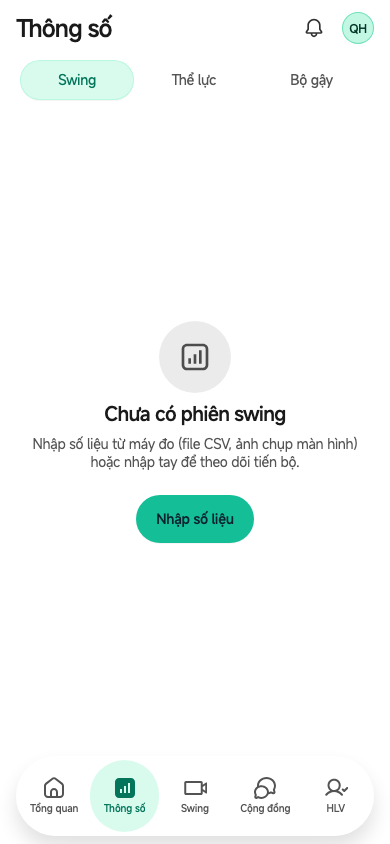 Thông số
QH
Swing
Thể lực
Bộ gậy
Chưa có phiên swing
Nhập số liệu từ máy đo (file CSV, ảnh chụp màn hình)
hoặc nhập tay để theo dõi tiến bộ.
Nhập số liệu
Tổng quan
Thông số
Swing
Cộng đồng
HLV